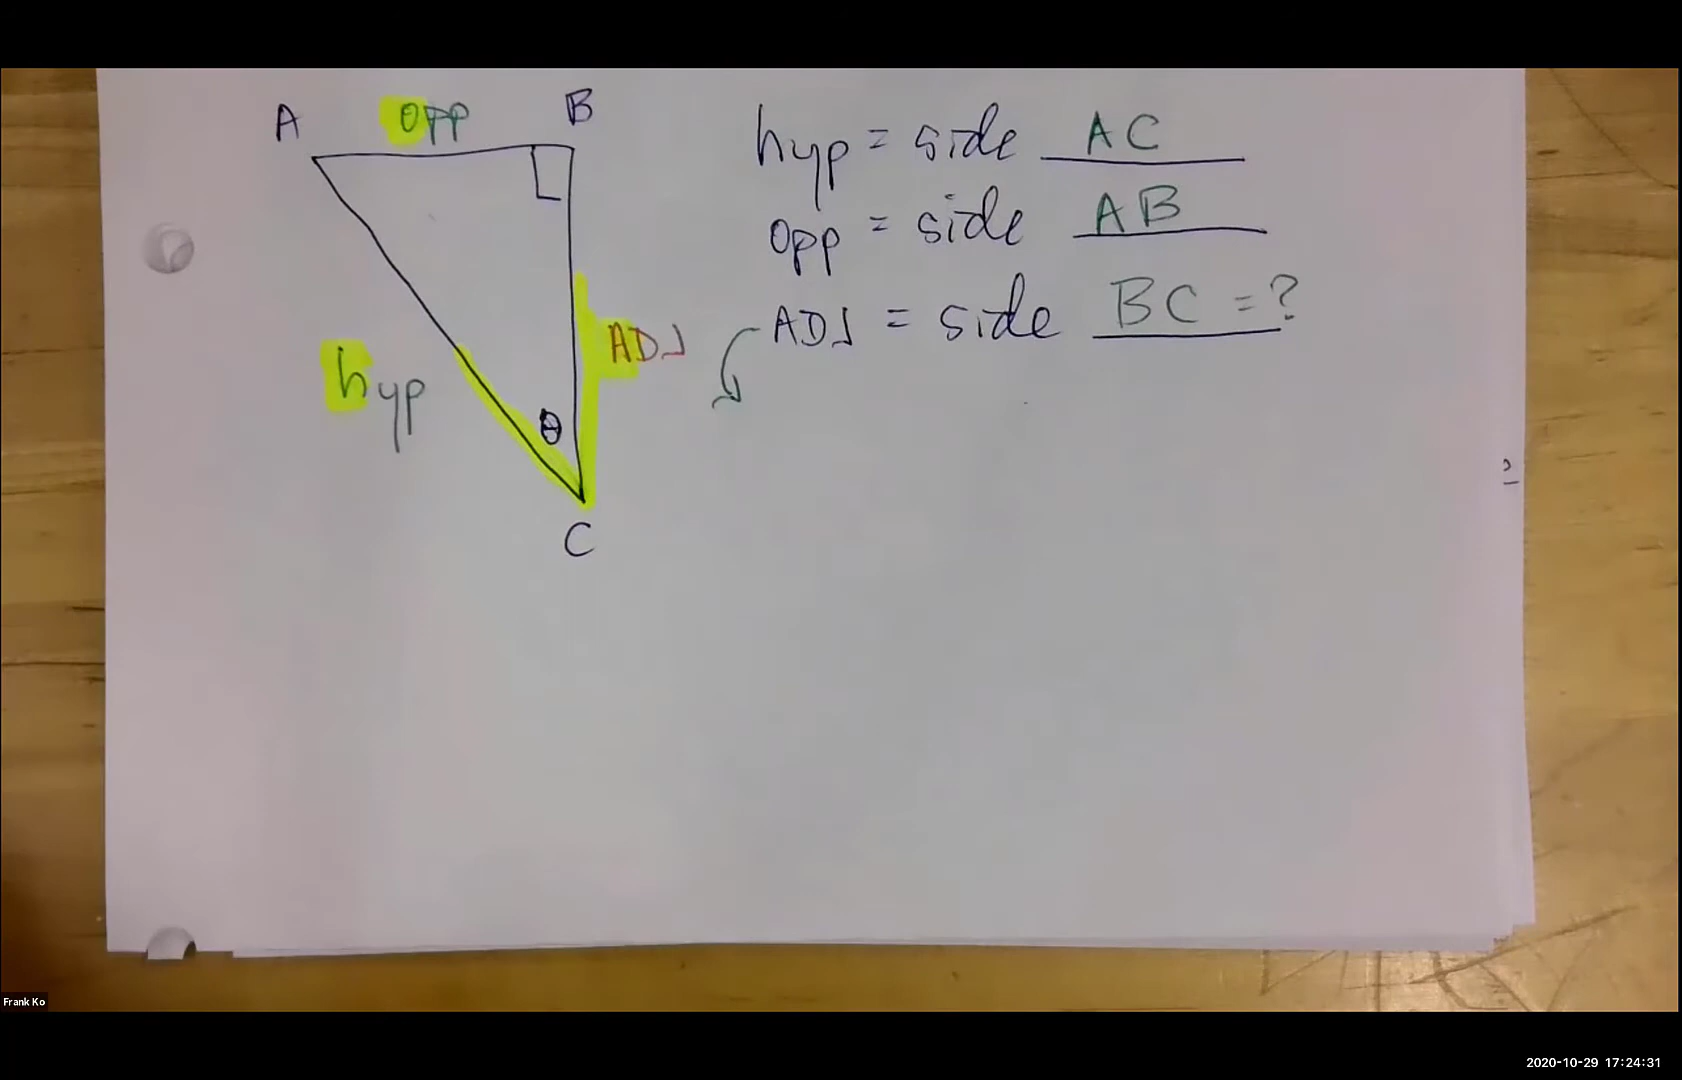 A
OPP
B
hyp = side AC
opp = side AB
ADJ = side BC = ?
ADJ
hyp
θ
C
Frank Ko
2020-10-29 17:24:31